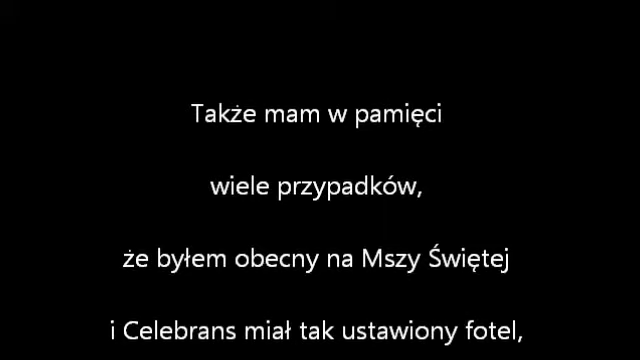 Także mam w pamięci
wiele przypadków,
że byłem obecny na Mszy Świętej
i Celebrans miał tak ustawiony fotel,